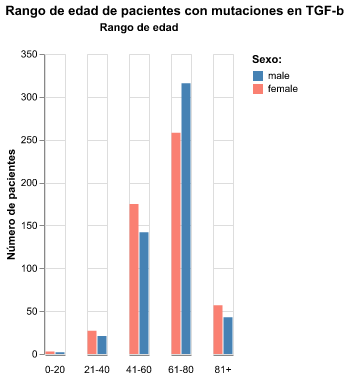 Rango de edad de pacientes con mutaciones en TGF-b
Rango de edad
Sexo:
male
female
Número de pacientes
350
300
250
200
150
100
50
0
0-20 21-40 41-60 61-80 81+